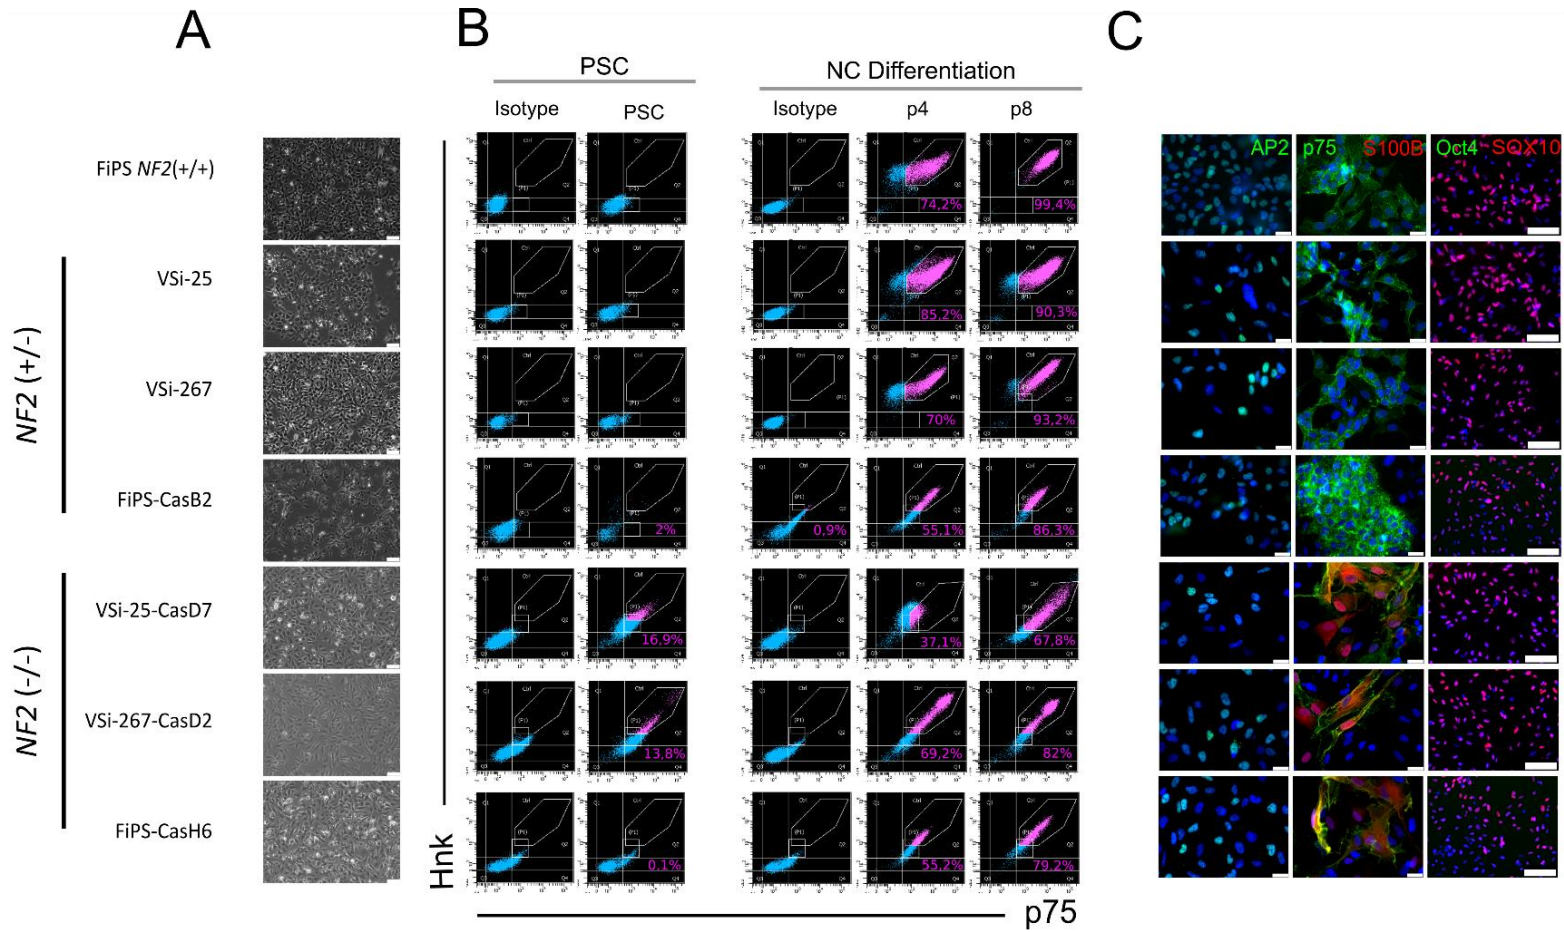 A
B
C
PSC
NC Differentiation
Isotype
PSC
Isotype
p4
p8
FiPS NF2(+/+)
74,2%
99,4%
AP2
p75
S100B
Oct4
SOX10
NF2 (+/-)
VSi-25
85,2%
90,3%
VSi-267
70%
93,2%
FiPS-CasB2
2%
0,9%
55,1%
86,3%
NF2 (-/-)
VSi-25-CasD7
16,9%
37,1%
67,8%
VSi-267-CasD2
13,8%
69,2%
82%
FiPS-CasH6
0,1%
55,2%
79,2%
Hnk
p75